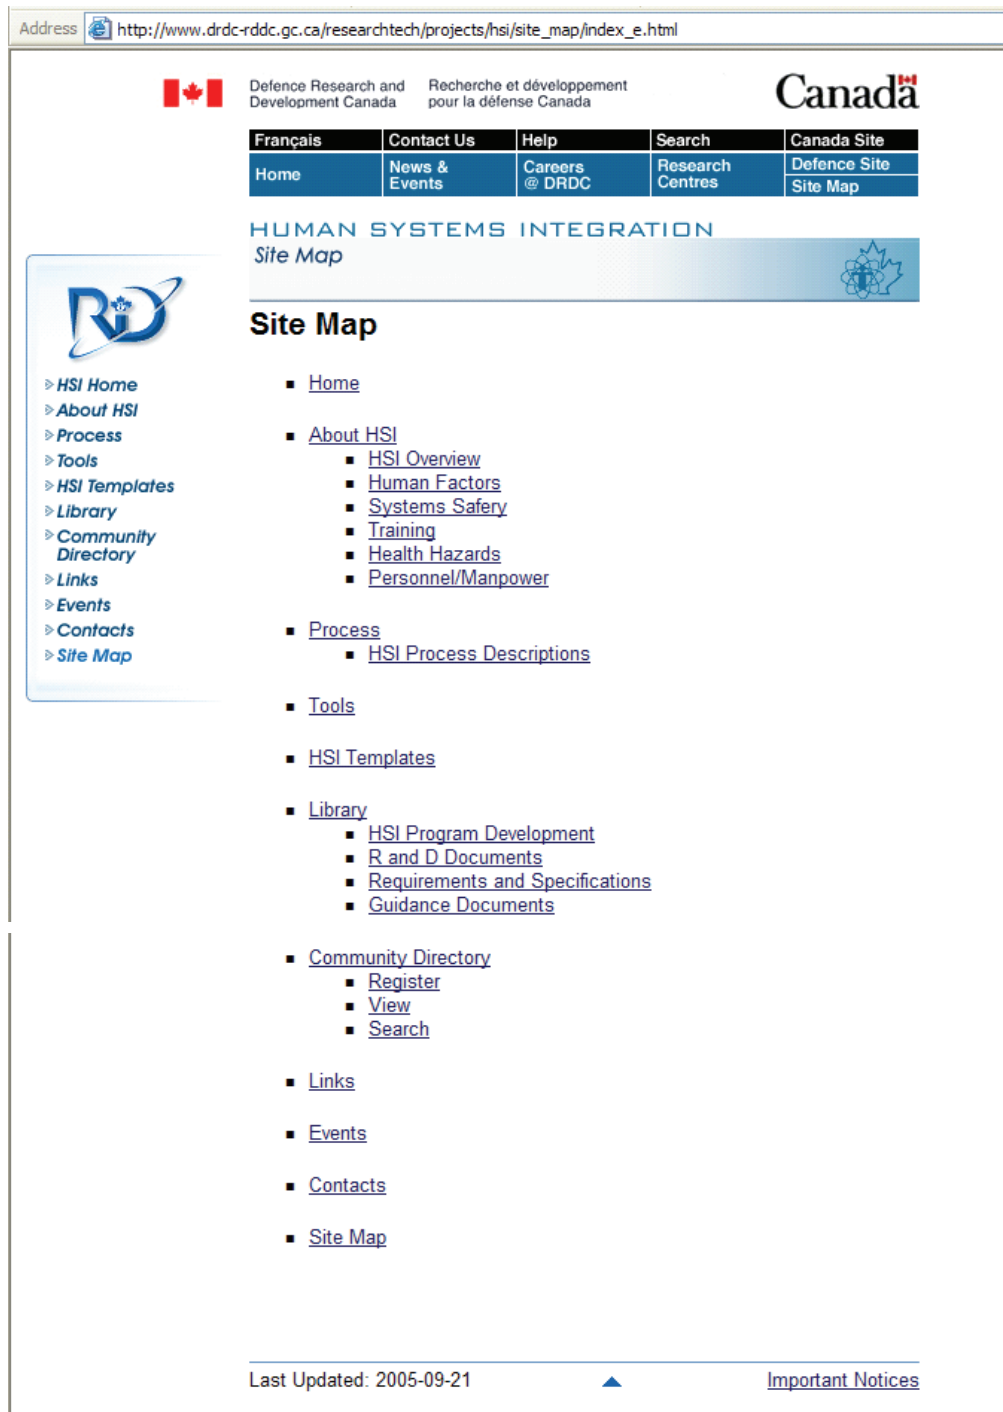 Address http://www.drdc-rddc.gc.ca/researchtech/projects/hsi/site_map/index_e.html
Defence Research and Development Canada
Recherche et développement pour la défense Canada
Canada
Français Contact Us Help Search Canada Site
Home News & Events Careers @ DRDC Research Centres Defence Site
Site Map
HUMAN SYSTEMS INTEGRATION
Site Map
HSI Home
About HSI
Process
Tools
HSI Templates
Library
Community
Directory
Links
Events
Contacts
Site Map
Site Map
Home
About HSI
HSI Overview
Human Factors
Systems Safery
Training
Health Hazards
Personnel/Manpower
Process
HSI Process Descriptions
Tools
HSI Templates
Library
HSI Program Development
R and D Documents
Requirements and Specifications
Guidance Documents
Community Directory
Register
View
Search
Links
Events
Contacts
Site Map
Last Updated: 2005-09-21 Important Notices